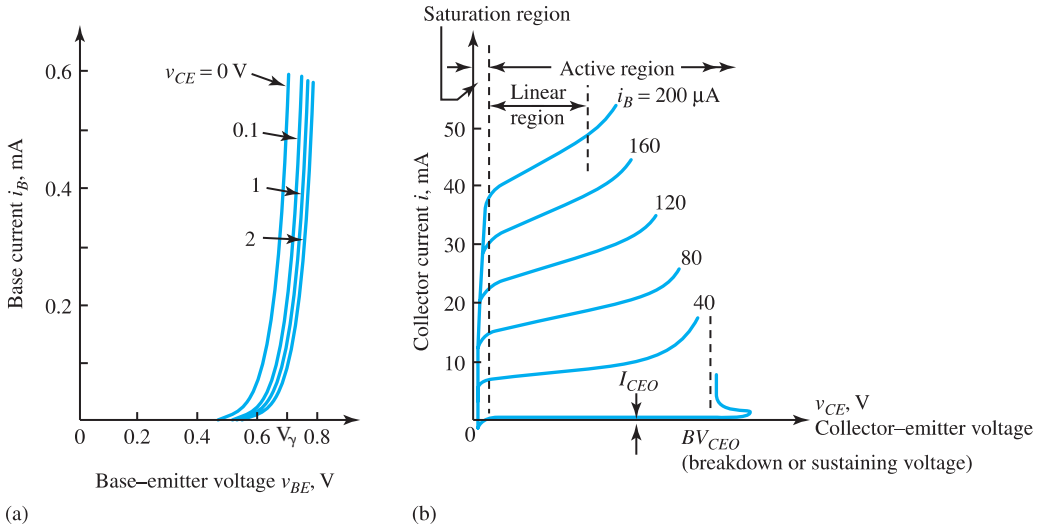 0.6
0.4
0.2
0
0
0.2
0.4
0.6
V_γ
0.8
v_CE = 0 V
0.1
1
2
Base current i_B, mA
Base–emitter voltage v_BE, V
(a)
Saturation region
Active region
Linear
region
i_B = 200 μA
160
120
80
40
50
40
30
20
10
0
Collector current i, mA
I_CEO
v_CE, V
Collector–emitter voltage
BV_CEO
(breakdown or sustaining voltage)
(b)